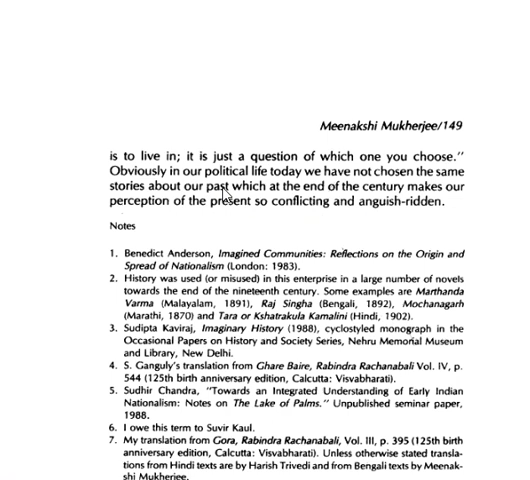 Meenakshi Mukherjee/149
is to live in; it is just a question of which one you choose."
Obviously in our political life today we have not chosen the same
stories about our past which at the end of the century makes our
perception of the present so conflicting and anguish-ridden.
Notes
1. Benedict Anderson, Imagined Communities: Reflections on the Origin and
Spread of Nationalism (London: 1983).
2. History was used (or misused) in this enterprise in a large number of novels
towards the end of the nineteenth century. Some examples are Marthanda
Varma (Malayalam, 1891), Raj Singha (Bengali, 1892), Mochanagarh
(Marathi, 1870) and Tara or Kshatrakula Kamalini (Hindi, 1902).
3. Sudipta Kaviraj, Imaginary History (1988), cyclostyled monograph in the
Occasional Papers on History and Society Series, Nehru Memorial Museum
and Library, New Delhi.
4. S. Ganguly's translation from Ghare Baire, Rabindra Rachanabali Vol. IV, p.
544 (125th birth anniversary edition, Calcutta: Visvabharati).
5. Sudhir Chandra, "Towards an Integrated Understanding of Early Indian
Nationalism: Notes on The Lake of Palms." Unpublished seminar paper,
1988.
6. I owe this term to Suvir Kaul.
7. My translation from Gora, Rabindra Rachanabali, Vol. III, p. 395 (125th birth
anniversary edition, Calcutta: Visvabharati). Unless otherwise stated transla-
tions from Hindi texts are by Harish Trivedi and from Bengali texts by Meenak-
shi Mukherjee.